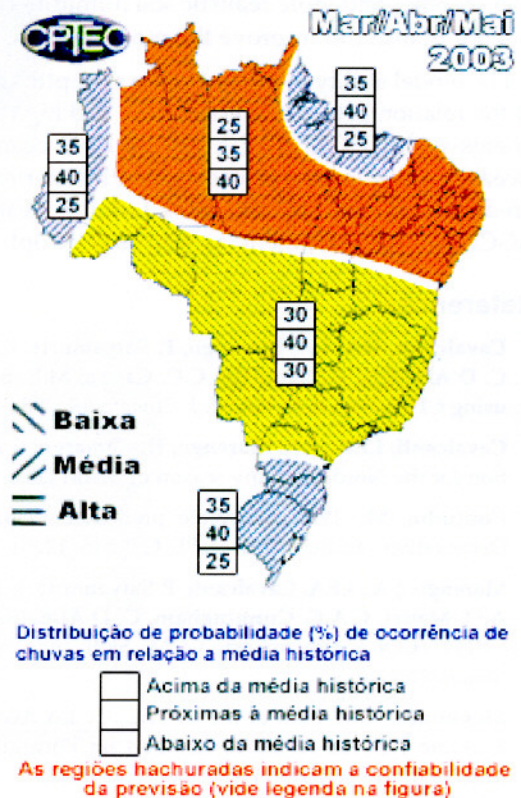 CPTEC
Mar/Abr/Mai
2003
35
40
25
25
35
40
35
40
25
30
40
30
Baixa
Média
Alta
35
40
25
Distribuição de probabilidade (%) de ocorrência de
chuvas em relação a média histórica
Acima da média histórica
Próximas à média histórica
Abaixo da média histórica
As regiões hachuradas indicam a confiabilidade
da previsão (vide legenda na figura)